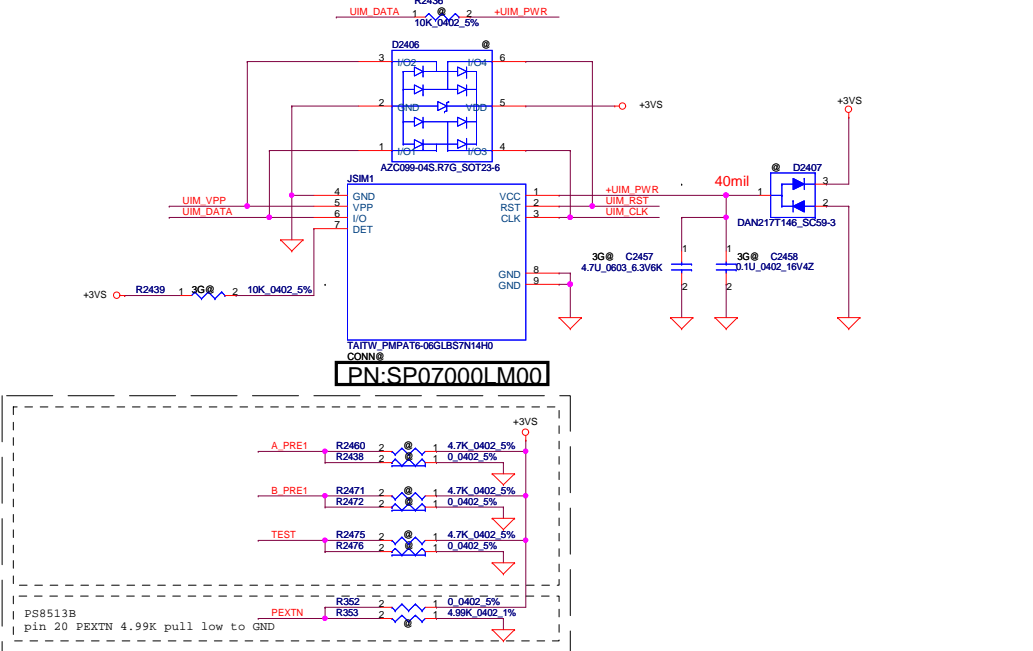 R2436
UIM_DATA 1 @ 2 +UIM_PWR
10K_0402_5%
D2406 @
3 I/O2 I/O4 6
2 GND VDD 5 +3VS
1 I/O1 I/O3 4
AZC099-04S.R7G_SOT23-6
+3VS
@ D2407
1 3
2
DAN217T146_SC59-3
40mil
JSIM1
4 GND VCC 1 +UIM_PWR
UIM_VPP 5 VPP RST 2 UIM_RST
UIM_DATA 6 I/O CLK 3 UIM_CLK
7 DET
GND 8
GND 9
3G@ C2457
4.7U_0603_6.3V6K
1
2
3G@ C2458
0.1U_0402_16V4Z
1
2
+3VS R2439 1 3G@ 2 10K_0402_5%
TAITW_PMPAT6-06GLBS7N14H0
CONN@
PN:SP07000LM00
+3VS
A_PRE1 R2460 2 @ 1 4.7K_0402_5%
R2438 2 @ 1 0_0402_5%
B_PRE1 R2471 2 @ 1 4.7K_0402_5%
R2472 2 @ 1 0_0402_5%
TEST R2475 2 @ 1 4.7K_0402_5%
R2476 2 @ 1 0_0402_5%
PEXTN R352 2 1 0_0402_5%
R353 2 @ 1 4.99K_0402_1%
PS8513B
pin 20 PEXTN 4.99K pull low to GND